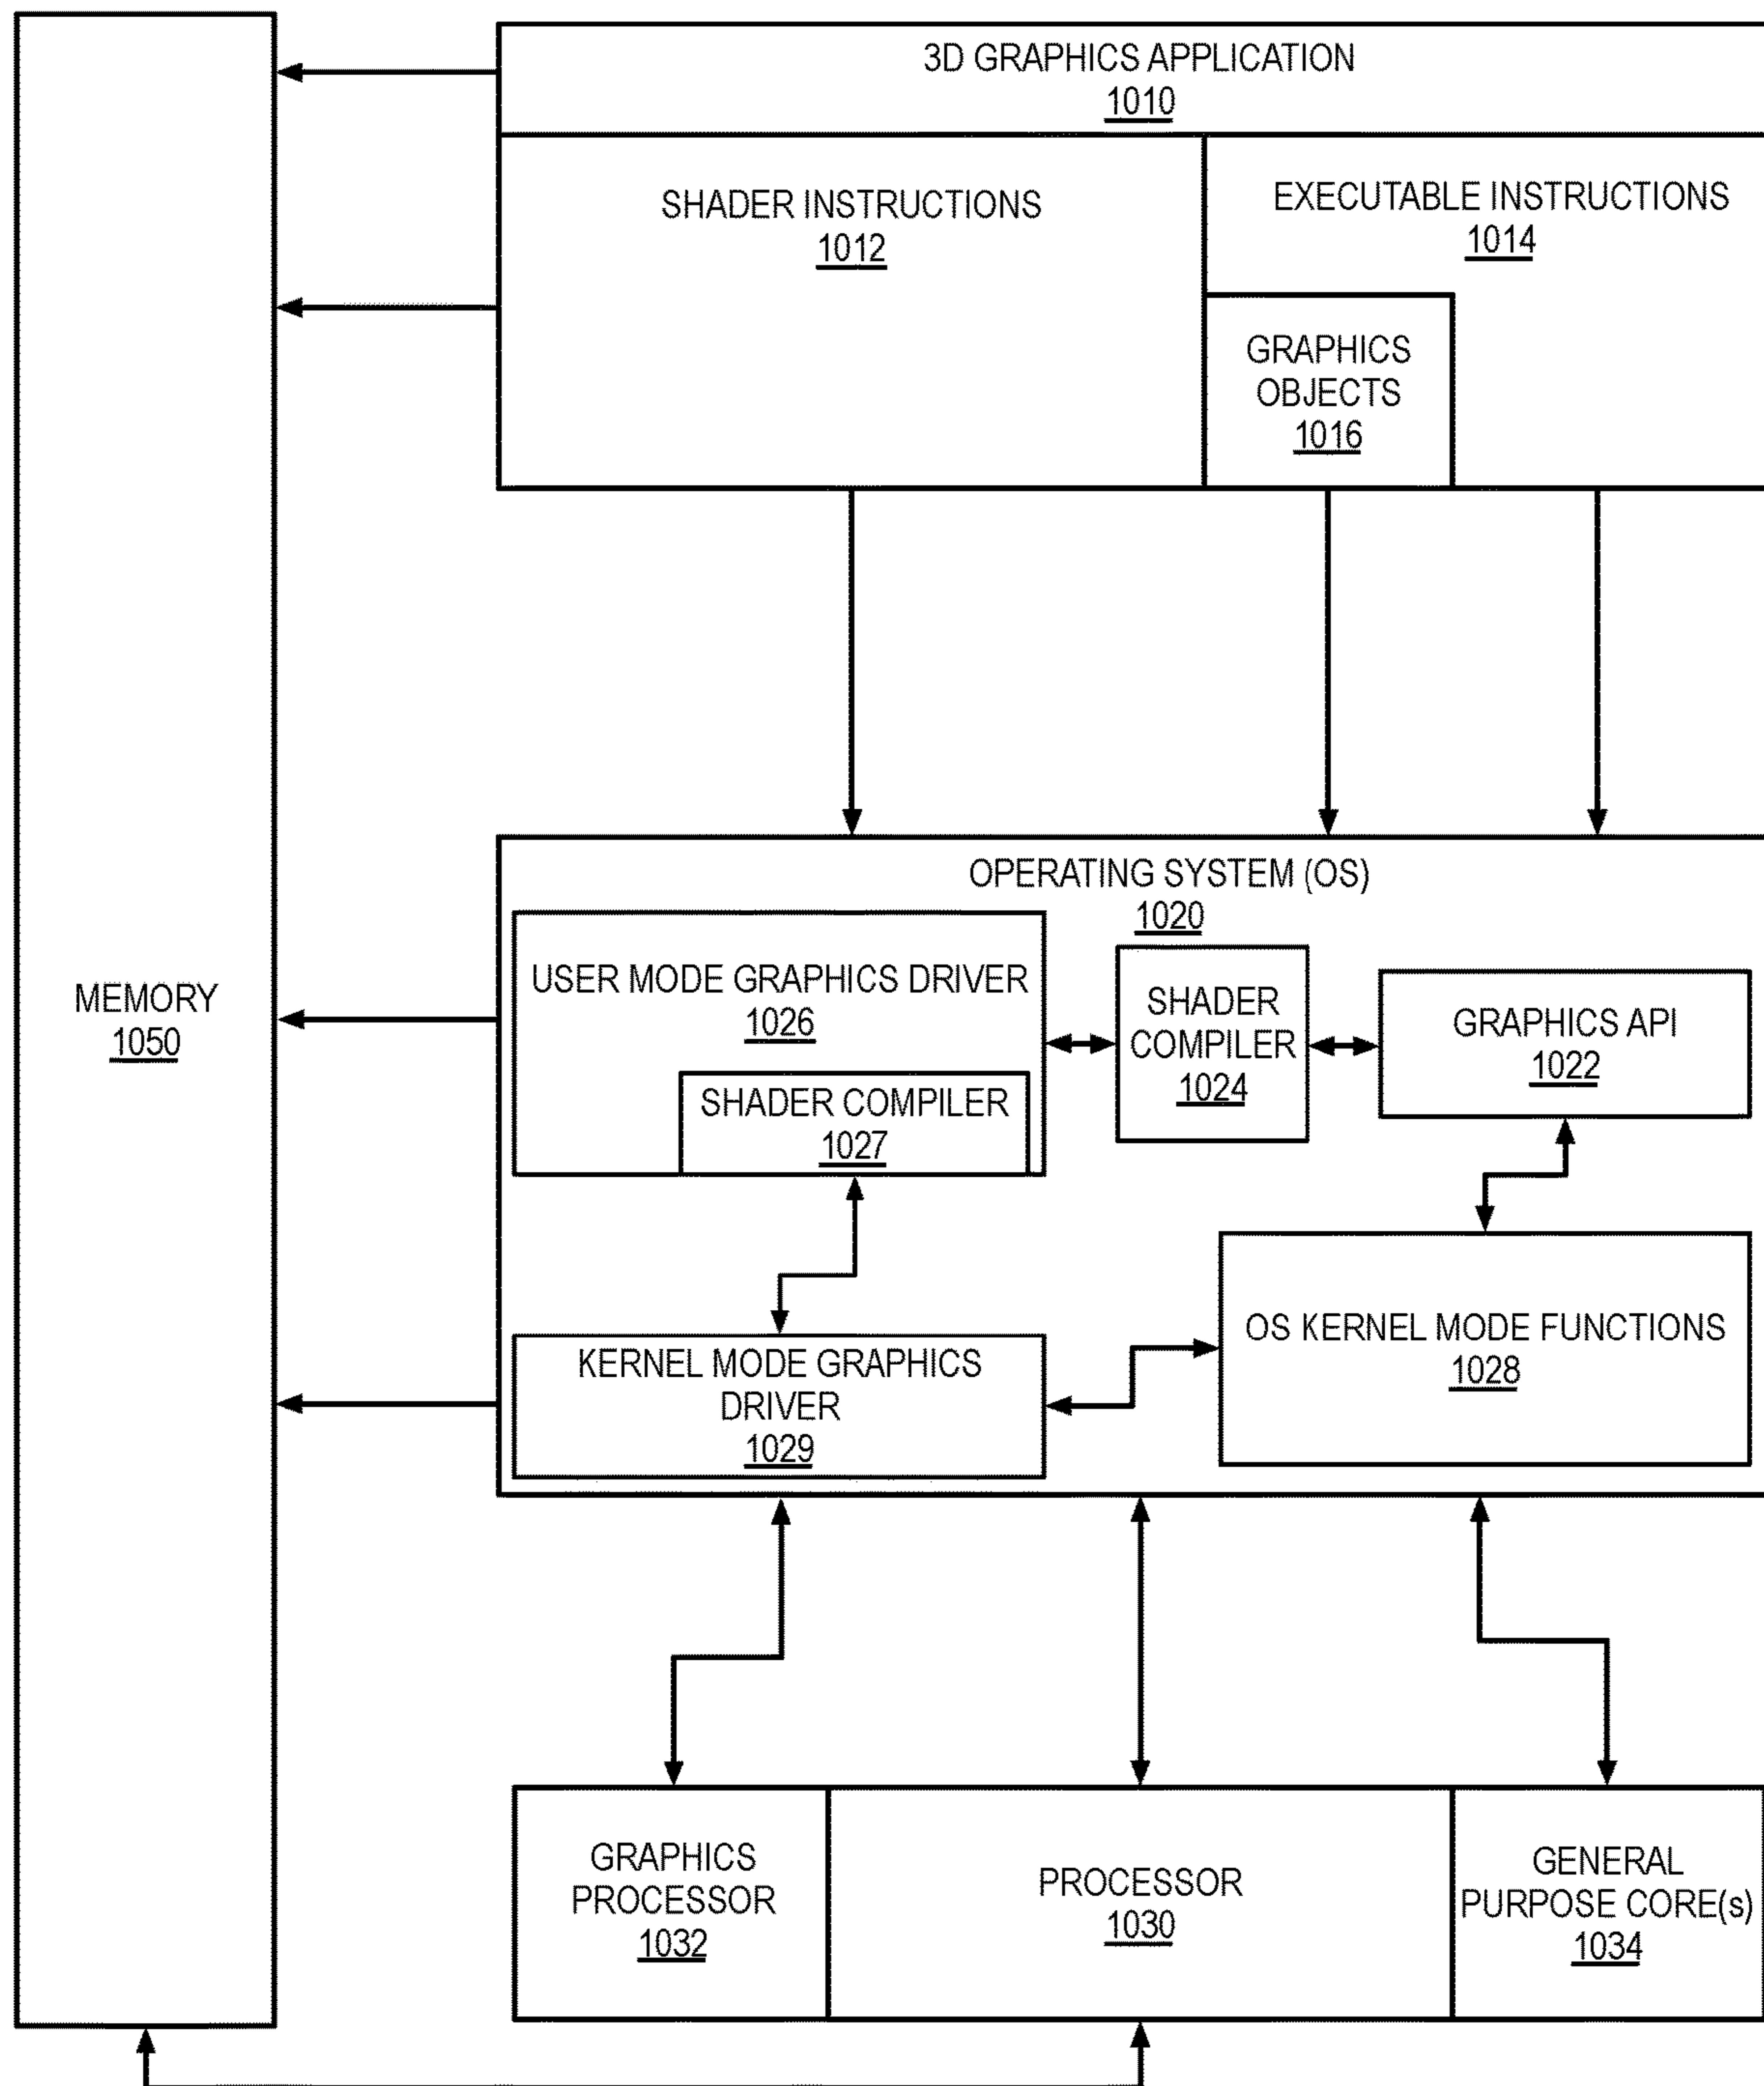 3D GRAPHICS APPLICATION
1010
SHADER INSTRUCTIONS
1012
EXECUTABLE INSTRUCTIONS
1014
GRAPHICS
OBJECTS
1016
OPERATING SYSTEM (OS)
1020
USER MODE GRAPHICS DRIVER
1026
SHADER COMPILER
1027
SHADER
COMPILER
1024
GRAPHICS API
1022
MEMORY
1050
KERNEL MODE GRAPHICS
DRIVER
1029
OS KERNEL MODE FUNCTIONS
1028
GRAPHICS
PROCESSOR
1032
PROCESSOR
1030
GENERAL
PURPOSE CORE(s)
1034